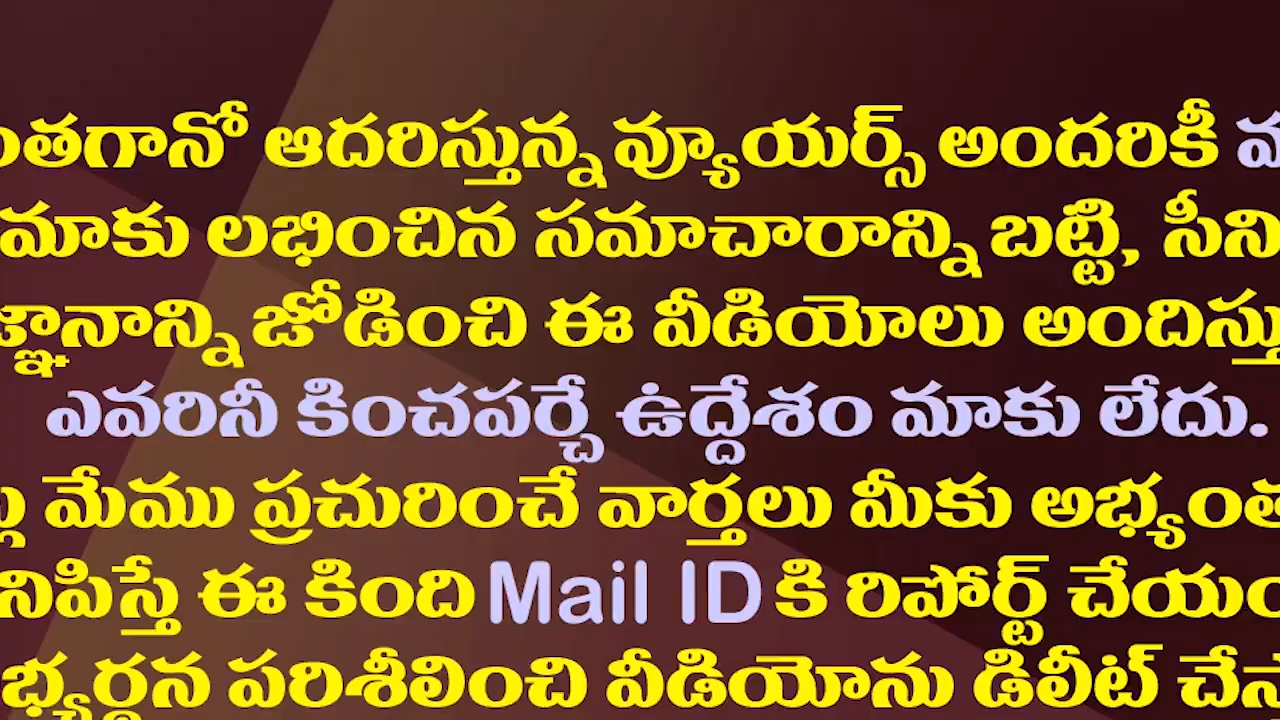 ఆదరిస్తున్న వ్యూయర్స్ అందరికీ
మాకు లభించిన సమాచారాన్ని బట్టి,
జోడించి ఈ వీడియోలు
ఎవరినీ కించపర్చే ఉద్దేశం మాకు లేదు.
మేము ప్రచురించే వార్తలు మీకు
ఈ కింది Mail ID కి రిపోర్ట్
పరిశీలించి వీడియోను డిలీట్